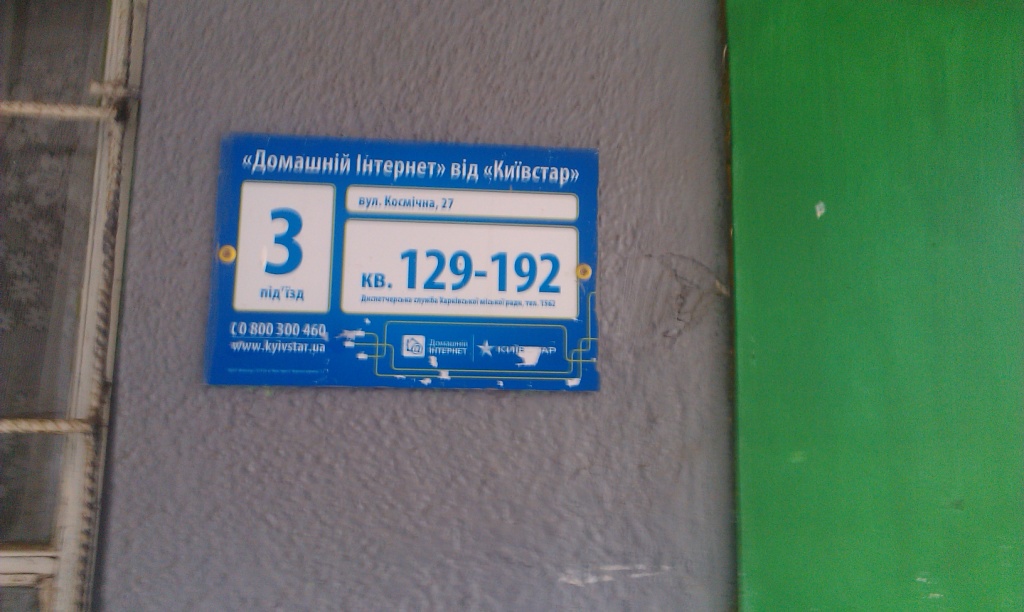 «Домашній Інтернет» від «Київстар»
3
під'їзд
вул. Космічна, 27
кв. 129-192
Диспетчерська служба Харківської міської ради, тел. 1562
0 800 300 460
www.kyivstar.ua
Домашній
ІНТЕРНЕТ